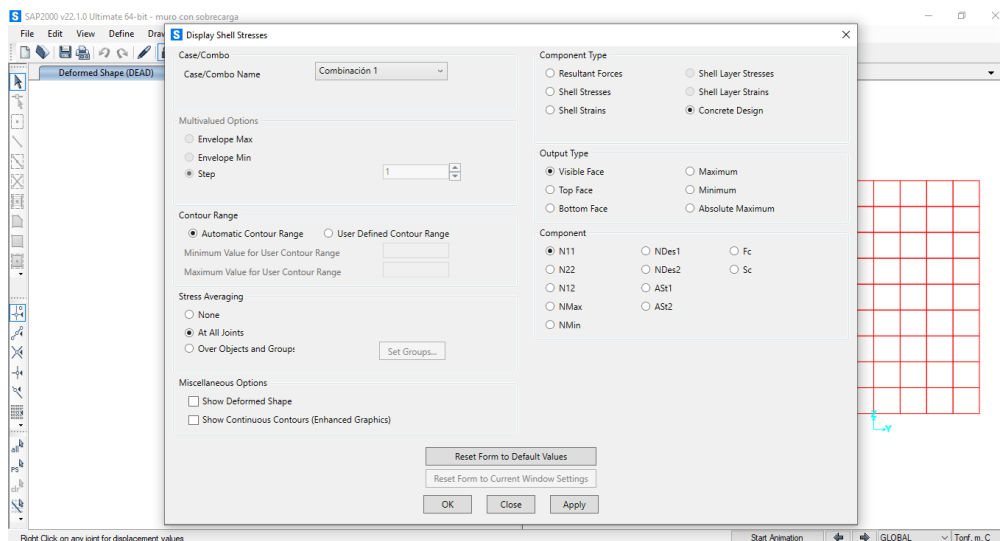 SAP2000 v22.1.0 Ultimate 64-bit - muro con sobrecarga
File Edit View Define Drav
Deformed Shape (DEAD)
Display Shell Stresses
Case/Combo
Case/Combo Name
Combinación 1
Multivalued Options
Envelope Max
Envelope Min
Step
1
Contour Range
Automatic Contour Range
User Defined Contour Range
Minimum Value for User Contour Range
Maximum Value for User Contour Range
Stress Averaging
None
At All Joints
Over Objects and Groups
Set Groups...
Miscellaneous Options
Show Deformed Shape
Show Continuous Contours (Enhanced Graphics)
Component Type
Resultant Forces
Shell Layer Stresses
Shell Stresses
Shell Layer Strains
Shell Strains
Concrete Design
Output Type
Visible Face
Maximum
Top Face
Minimum
Bottom Face
Absolute Maximum
Component
N11
NDes1
Fc
N22
NDes2
Sc
N12
ASt1
NMax
ASt2
NMin
Reset Form to Default Values
Reset Form to Current Window Settings
OK
Close
Apply
all
PS
clr
Y
Right Click on any joint for displacement values
Start Animation
GLOBAL
Tonf, m, C